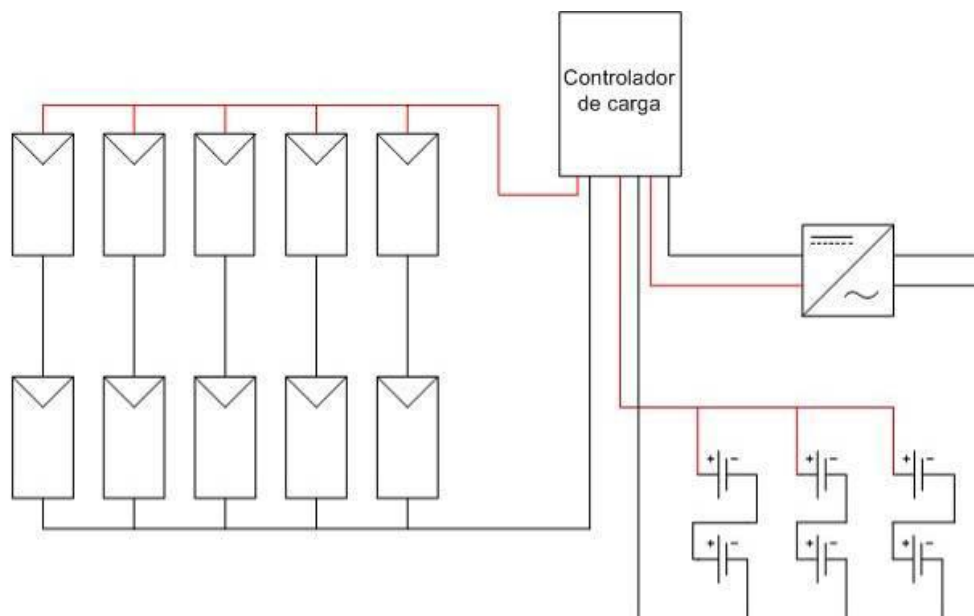 Controlador
de carga
+ - + - + -
+ - + - + -